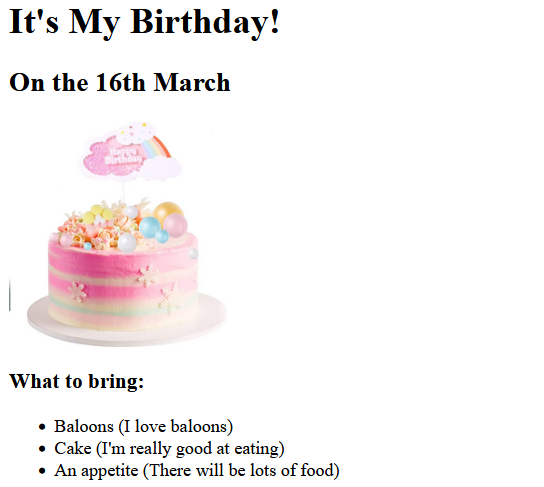 It's My Birthday!
On the 16th March
Happy
Birthday
What to bring:
Baloons (I love baloons)
Cake (I'm really good at eating)
An appetite (There will be lots of food)